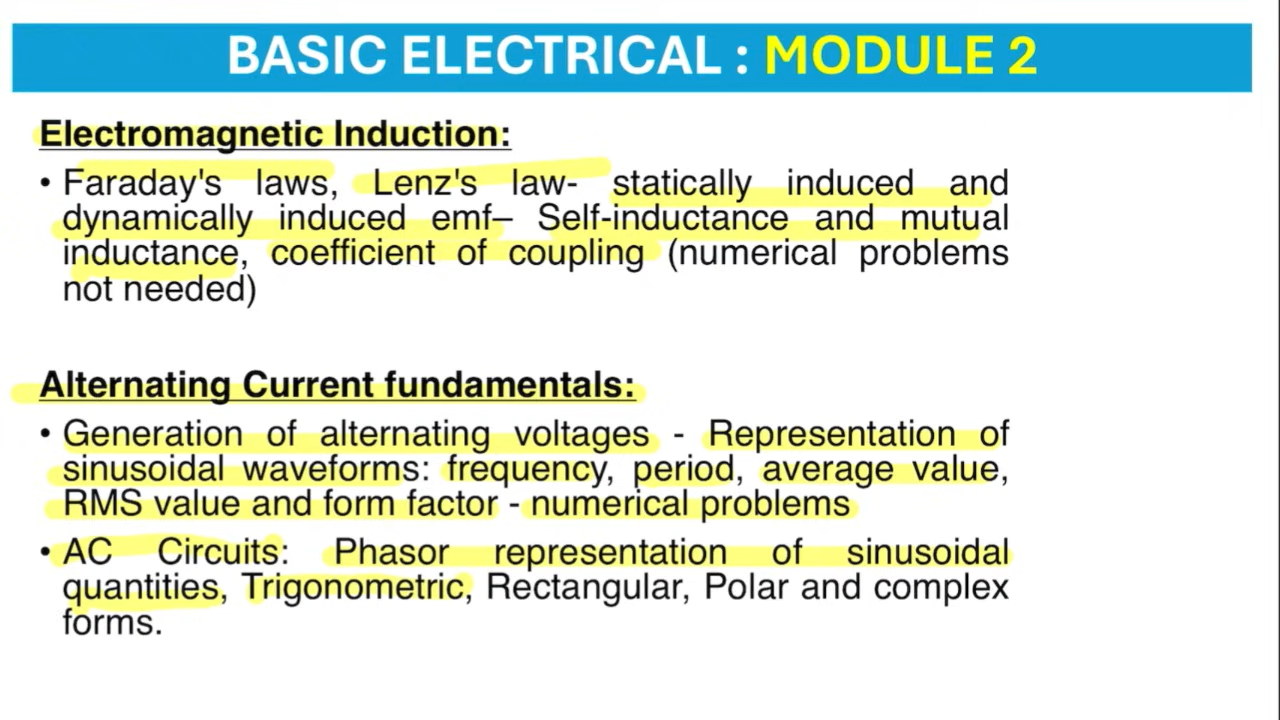 BASIC ELECTRICAL : MODULE 2
Electromagnetic Induction:
• Faraday's laws, Lenz's law- statically induced and
dynamically induced emf– Self-inductance and mutual
inductance, coefficient of coupling (numerical problems
not needed)
Alternating Current fundamentals:
• Generation of alternating voltages - Representation of
sinusoidal waveforms: frequency, period, average value,
RMS value and form factor - numerical problems
• AC Circuits: Phasor representation of sinusoidal
quantities, Trigonometric, Rectangular, Polar and complex
forms.